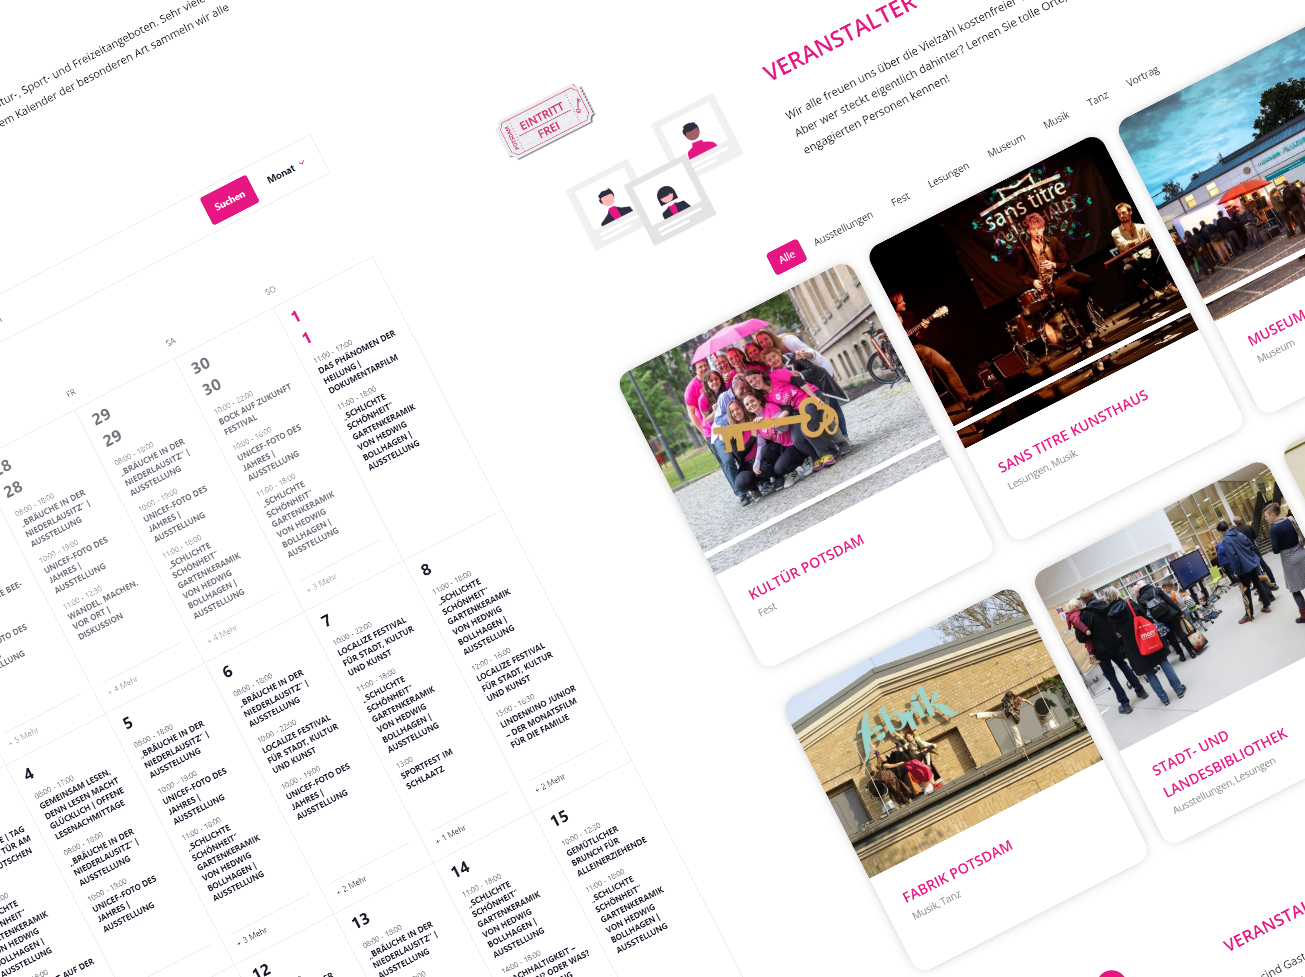 tur-, Sport- und Freizeitangeboten. Sehr viele
em Kalender der besonderen Art sammeln wir alle
Suchen
Monat
FR
SA
SO
28
28
08:00 - 18:00
„BRÄUCHE IN DER
NIEDERLAUSITZ“ |
AUSSTELLUNG
10:00 - 19:00
UNICEF-FOTO DES
JAHRES |
AUSSTELLUNG
11:00 - 12:30
WANDEL. MACHEN.
VOR ORT |
DISKUSSION
+ 5 Mehr
29
29
08:00 - 18:00
„BRÄUCHE IN DER
NIEDERLAUSITZ“ |
AUSSTELLUNG
10:00 - 19:00
UNICEF-FOTO DES
JAHRES |
AUSSTELLUNG
11:00 - 18:00
„SCHLICHTE
SCHÖNHEIT“
GARTENKERAMIK
VON HEDWIG
BOLLHAGEN |
AUSSTELLUNG
+ 4 Mehr
30
30
10:00 - 22:00
BOCK AUF ZUKUNFT
FESTIVAL
10:00 - 16:00
UNICEF-FOTO DES
JAHRES |
AUSSTELLUNG
11:00 - 18:00
„SCHLICHTE
SCHÖNHEIT“
GARTENKERAMIK
VON HEDWIG
BOLLHAGEN |
AUSSTELLUNG
+ 4 Mehr
1
1
11:00 - 17:00
DAS PHÄNOMEN DER
HEILUNG |
DOKUMENTARFILM
11:00 - 18:00
„SCHLICHTE
SCHÖNHEIT“
GARTENKERAMIK
VON HEDWIG
BOLLHAGEN |
AUSSTELLUNG
+ 3 Mehr
4
08:00 - 17:00
GEMEINSAM LESEN,
DENN LESEN MACHT
GLÜCKLICH | OFFENE
LESENACHMITTAGE
08:00 - 18:00
„BRÄUCHE IN DER
NIEDERLAUSITZ“ |
AUSSTELLUNG
10:00 - 19:00
UNICEF-FOTO DES
JAHRES |
AUSSTELLUNG
5
08:00 - 18:00
„BRÄUCHE IN DER
NIEDERLAUSITZ“ |
AUSSTELLUNG
10:00 - 19:00
UNICEF-FOTO DES
JAHRES |
AUSSTELLUNG
11:00 - 18:00
„SCHLICHTE
SCHÖNHEIT“
GARTENKERAMIK
VON HEDWIG
BOLLHAGEN |
AUSSTELLUNG
+ 3 Mehr
6
08:00 - 18:00
„BRÄUCHE IN DER
NIEDERLAUSITZ“ |
AUSSTELLUNG
10:00 - 22:00
LOCALIZE FESTIVAL
FÜR STADT, KULTUR
UND KUNST
10:00 - 19:00
UNICEF-FOTO DES
JAHRES |
AUSSTELLUNG
+ 2 Mehr
7
10:00 - 22:00
LOCALIZE FESTIVAL
FÜR STADT, KULTUR
UND KUNST
11:00 - 18:00
„SCHLICHTE
SCHÖNHEIT“
GARTENKERAMIK
VON HEDWIG
BOLLHAGEN |
AUSSTELLUNG
13:00
SPORTFEST IM
SCHLAATZ
+ 1 Mehr
8
11:00 - 18:00
„SCHLICHTE
SCHÖNHEIT“
GARTENKERAMIK
VON HEDWIG
BOLLHAGEN |
AUSSTELLUNG
12:00 - 16:00
LOCALIZE FESTIVAL
FÜR STADT, KULTUR
UND KUNST
15:00 - 16:30
LINDENKINO JUNIOR
– DER MONATSFILM
FÜR DIE FAMILIE
+ 2 Mehr
12
13
08:00 - 18:00
„BRÄUCHE IN DER
NIEDERLAUSITZ“ |
AUSSTELLUNG
14
11:00 - 18:00
„SCHLICHTE
SCHÖNHEIT“
GARTENKERAMIK
VON HEDWIG
BOLLHAGEN |
AUSSTELLUNG
14:00 - 18:00
15
10:00 - 12:30
GEMÜTLICHER
BRUNCH FÜR
ALLEINERZIEHENDE
11:00 - 18:00
„SCHLICHTE
SCHÖNHEIT“
GARTENKERAMIK
VON HEDWIG
BOLLHAGEN |
AUSSTELLUNG
POTSDAM
EINTRITT
FREI
VERANSTALTER
Wir alle freuen uns über die Vielzahl kostenfreier
Aber wer steckt eigentlich dahinter? Lernen Sie tolle Orte,
engagierten Personen kennen!
Alle
Ausstellungen
Fest
Lesungen
Museum
Musik
Tanz
Vortrag
KULTÜR POTSDAM
Fest
sans titre
KUNSTHAUS
SANS TITRE KUNSTHAUS
Lesungen, Musik
MUSEUM
Museum
fabrik
FABRIK POTSDAM
Musik, Tanz
STADT- UND
LANDESBIBLIOTHEK
Ausstellungen, Lesungen
VERANSTAL